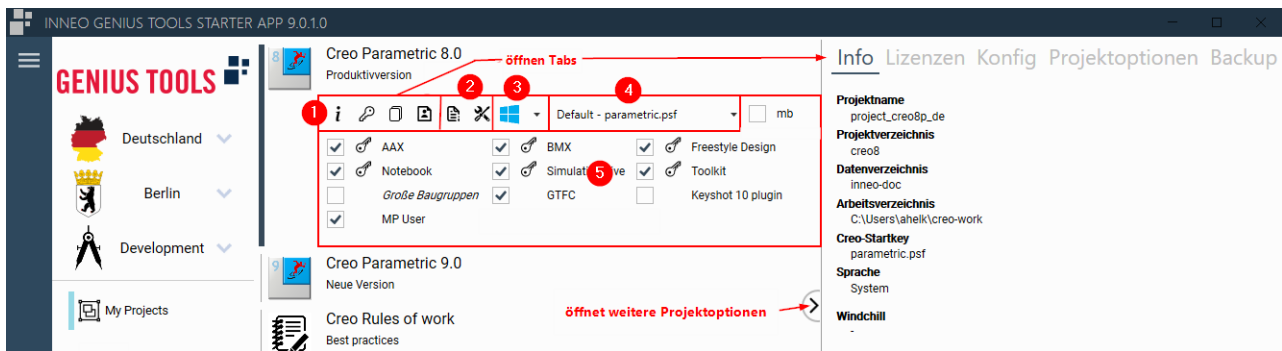 INNEO GENIUS TOOLS STARTER APP 9.0.1.0
GENIUS TOOLS
Deutschland
Berlin
Development
My Projects
8
Creo Parametric 8.0
Produktivversion
öffnen Tabs
1
2
3
4
i
Default - parametric.psf
mb
AAX
BMX
Freestyle Design
Notebook
5
Toolkit
Große Baugruppen
GTFC
Keyshot 10 plugin
MP User
9
Creo Parametric 9.0
Neue Version
öffnet weitere Projektoptionen
Creo Rules of work
Best practices
Info Lizenzen Konfig Projektoptionen Backup
Projektname
project_creo8p_de
Projektverzeichnis
creo8
Datenverzeichnis
inneo-doc
Arbeitsverzeichnis
C:\Users\ahelk\creo-work
Creo-Startkey
parametric.psf
Sprache
System
Windchill
-